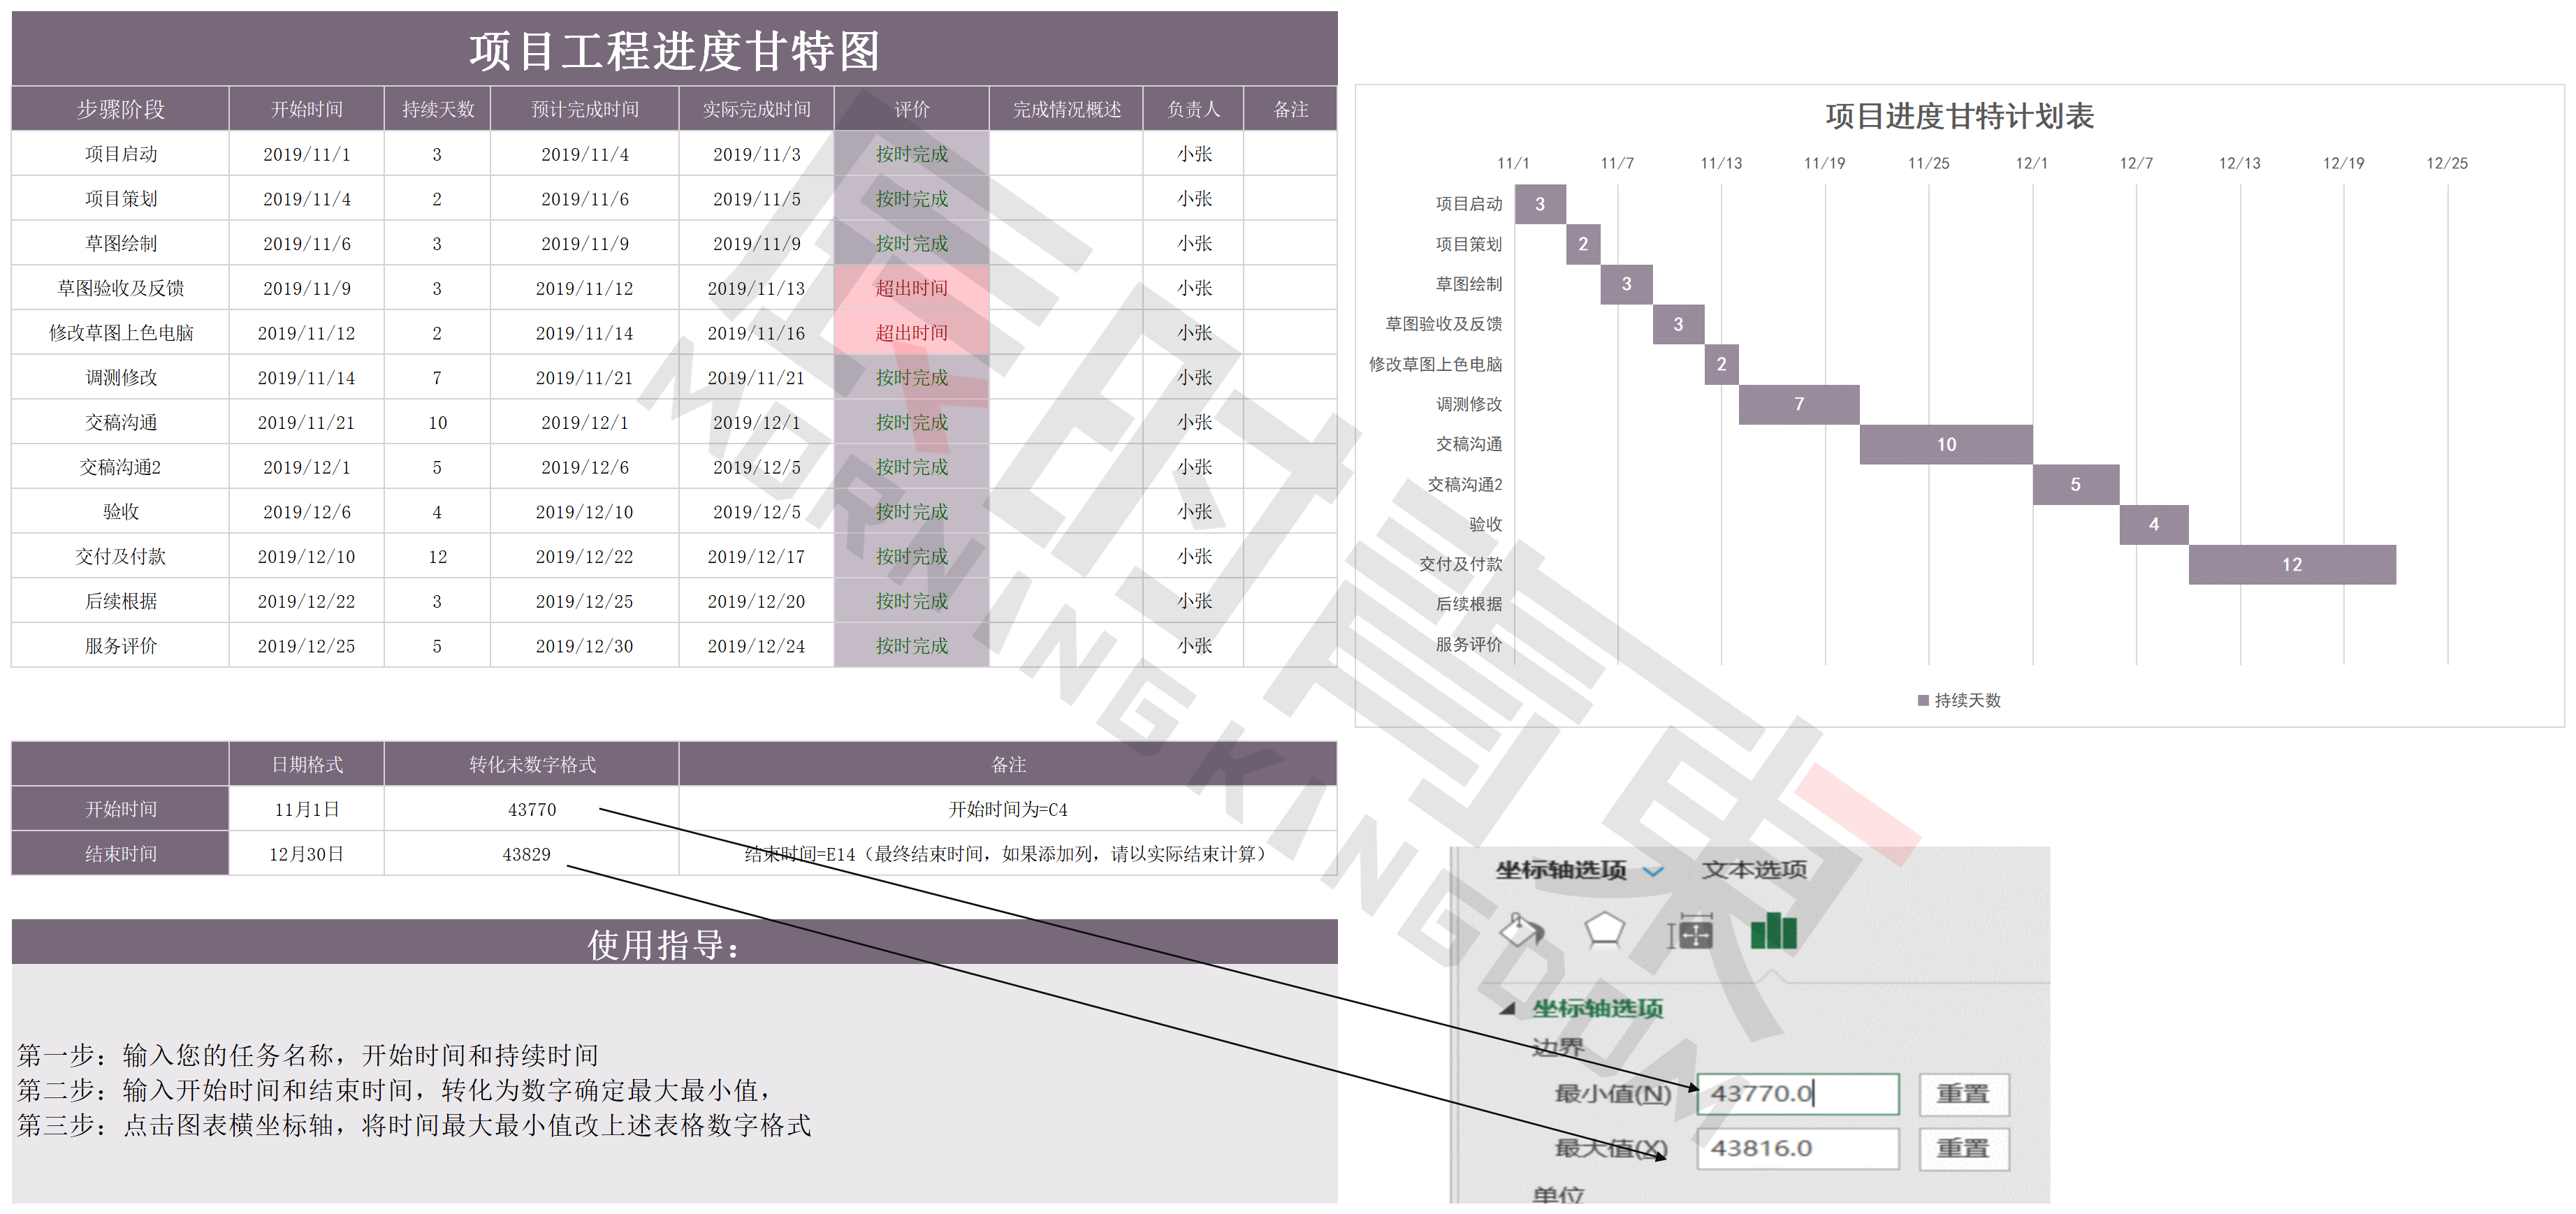 项目工程进度甘特图
步骤阶段 开始时间 持续天数 预计完成时间 实际完成时间 评价 完成情况概述 负责人 备注
项目启动 2019/11/1 3 2019/11/4 2019/11/3 按时完成 小张
项目策划 2019/11/4 2 2019/11/6 2019/11/5 按时完成 小张
草图绘制 2019/11/6 3 2019/11/9 2019/11/9 按时完成 小张
草图验收及反馈 2019/11/9 3 2019/11/12 2019/11/13 超出时间 小张
修改草图上色电脑 2019/11/12 2 2019/11/14 2019/11/16 超出时间 小张
调测修改 2019/11/14 7 2019/11/21 2019/11/21 按时完成 小张
交稿沟通 2019/11/21 10 2019/12/1 2019/12/1 按时完成 小张
交稿沟通2 2019/12/1 5 2019/12/6 2019/12/5 按时完成 小张
验收 2019/12/6 4 2019/12/10 2019/12/5 按时完成 小张
交付及付款 2019/12/10 12 2019/12/22 2019/12/17 按时完成 小张
后续根据 2019/12/22 3 2019/12/25 2019/12/20 按时完成 小张
服务评价 2019/12/25 5 2019/12/30 2019/12/24 按时完成 小张
项目进度甘特计划表
11/1 11/7 11/13 11/19 11/25 12/1 12/7 12/13 12/19 12/25
项目启动 3
项目策划 2
草图绘制 3
草图验收及反馈 3
修改草图上色电脑 2
调测修改 7
交稿沟通 10
交稿沟通2 5
验收 4
交付及付款 12
后续根据
服务评价
持续天数
日期格式 转化未数字格式 备注
开始时间 11月1日 43770 开始时间为=C4
结束时间 12月30日 43829 结束时间=E14（最终结束时间，如果添加列，请以实际结束计算）
使用指导：
第一步：输入您的任务名称，开始时间和持续时间
第二步：输入开始时间和结束时间，转化为数字确定最大最小值，
第三步：点击图表横坐标轴，将时间最大最小值改上述表格数字格式
坐标轴选项 文本选项
坐标轴选项
边界
最小值(N) 43770.0 重置
最大值(X) 43816.0 重置
单位
MORNING KINGDOM